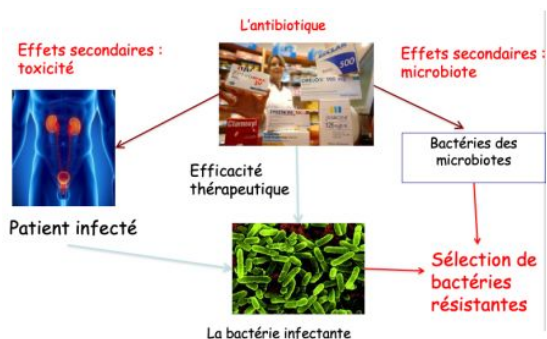 L'antibiotique
Effets secondaires :
toxicité
Effets secondaires :
microbiote
500
Bactéries des
microbiotes
Efficacité
thérapeutique
Patient infecté
Sélection de
bactéries
résistantes
La bactérie infectante